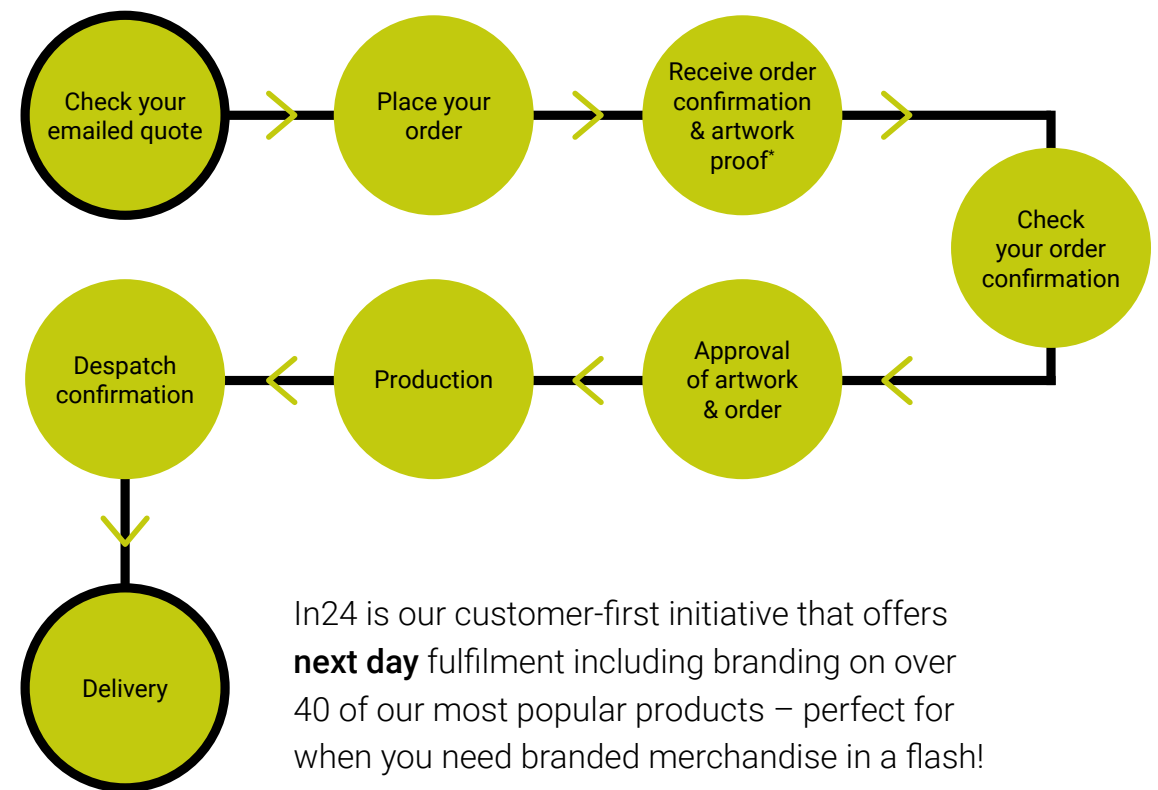 Check your
emailed quote
Place your
order
Receive order
confirmation
& artwork
proof*
Check
your order
confirmation
Approval
of artwork
& order
Production
Despatch
confirmation
Delivery
In24 is our customer-first initiative that offers
next day fulfilment including branding on over
40 of our most popular products – perfect for
when you need branded merchandise in a flash!